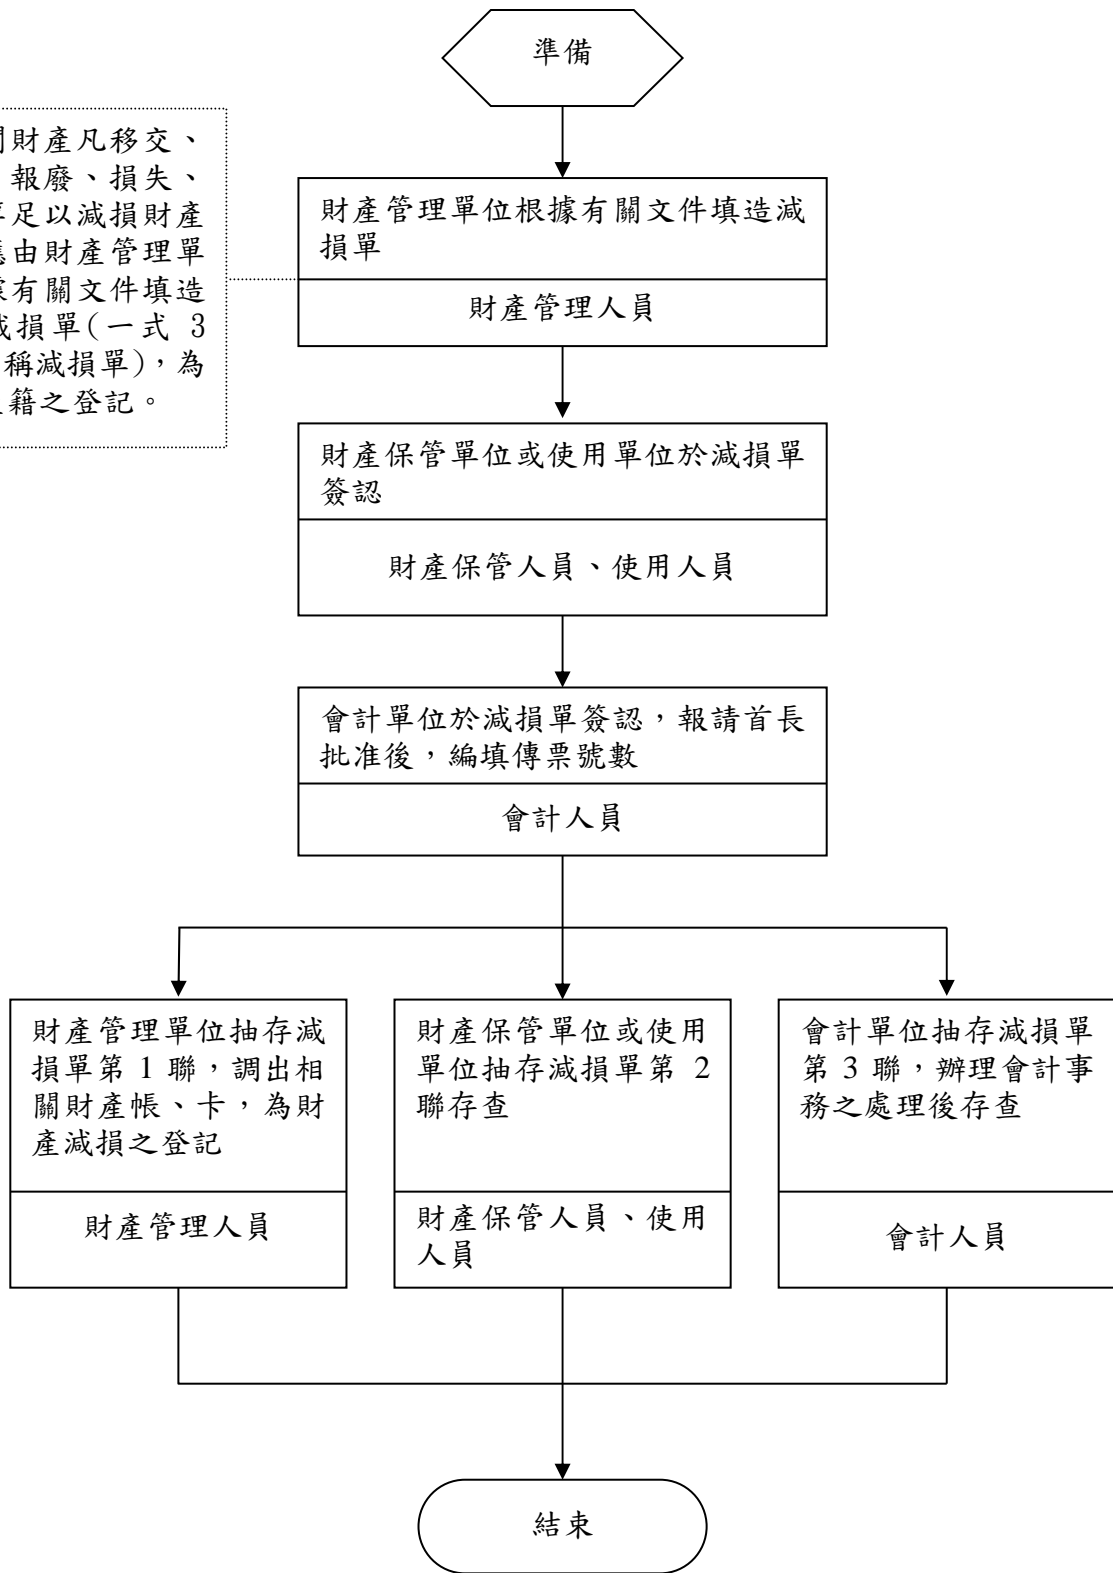 準備
財產凡移交、
報廢、損失、
足以減損財產
由財產管理單
有關文件填造
減損單(一式 3
稱減損單),為
籍之登記。
財產管理單位根據有關文件填造減
損單
財產管理人員
財產保管單位或使用單位於減損單
簽認
財產保管人員、使用人員
會計單位於減損單簽認,報請首長
批准後,編填傳票號數
會計人員
財產管理單位抽存減
損單第 1 聯,調出相
關財產帳、卡,為財
產減損之登記
財產管理人員
財產保管單位或使用
單位抽存減損單第 2
聯存查
財產保管人員、使用
人員
會計單位抽存減損單
第 3 聯,辦理會計事
務之處理後存查
會計人員
結束